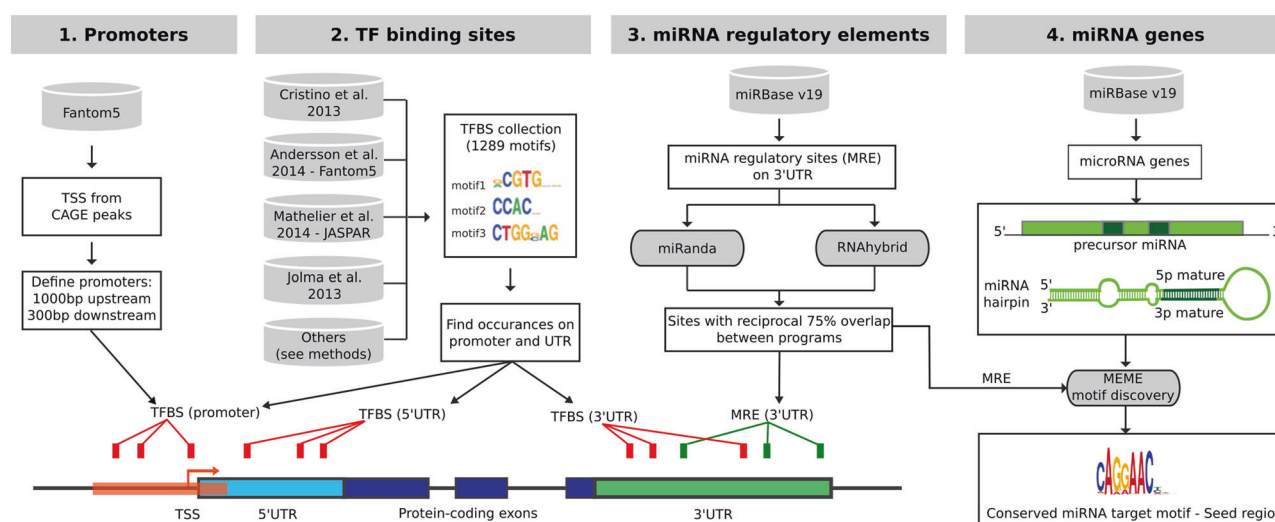 1. Promoters
2. TF binding sites
3. miRNA regulatory elements
4. miRNA genes
Fantom5
TSS from
CAGE peaks
Define promoters:
1000bp upstream
300bp downstream
Cristino et al.
2013
Andersson et al.
2014 - Fantom5
Mathelier et al.
2014 - JASPAR
Jolma et al.
2013
Others
(see methods)
TFBS collection
(1289 motifs)
motif1 CGTG
motif2 CCAC
motif3 CTGG AG
Find occurances on
promoter and UTR
miRBase v19
miRNA regulatory sites (MRE)
on 3'UTR
miRanda
RNAhybrid
Sites with reciprocal 75% overlap
between programs
MRE
miRBase v19
microRNA genes
5'
precursor miRNA
miRNA
hairpin
5'
3'
5p mature
3p mature
MEME
motif discovery
CAGGAAC
Conserved miRNA target motif - Seed regio
TFBS (promoter)
TFBS (5'UTR)
TFBS (3'UTR)
MRE (3'UTR)
TSS
5'UTR
Protein-coding exons
3'UTR